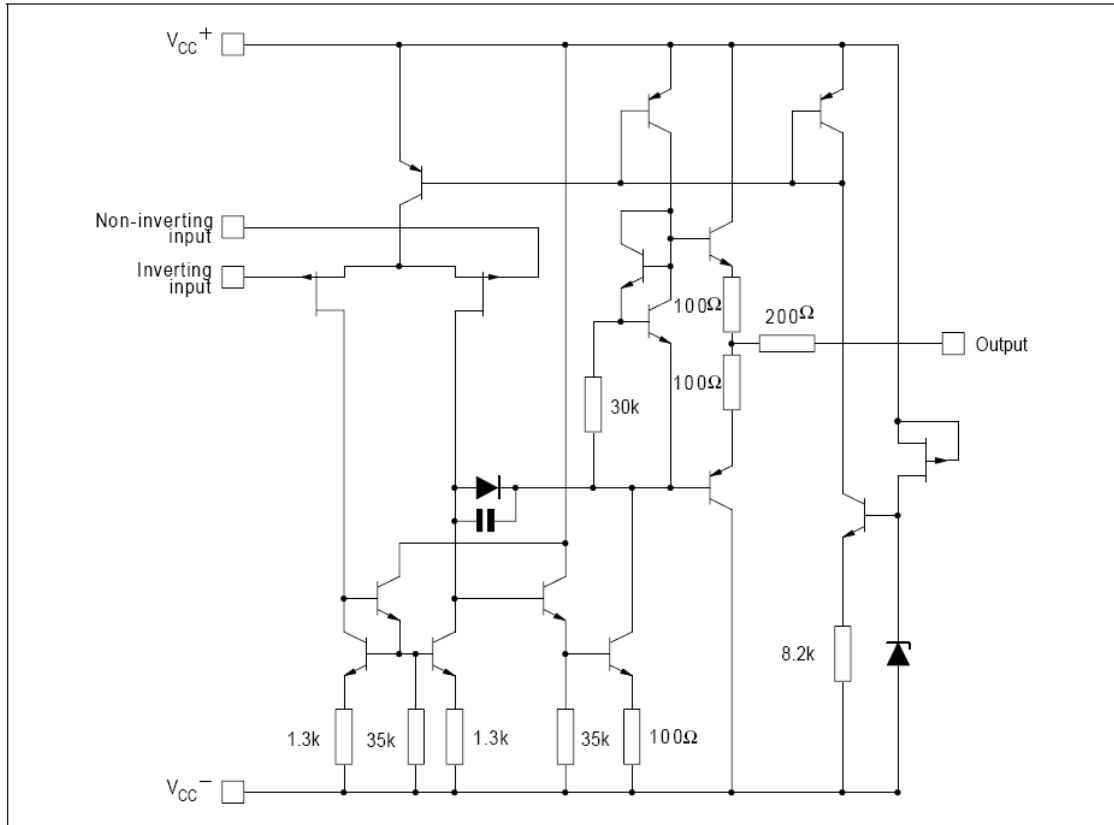 VCC+
Non-inverting
input
Inverting
input
100Ω
200Ω
Output
100Ω
30k
8.2k
1.3k
35k
1.3k
35k
100Ω
VCC−